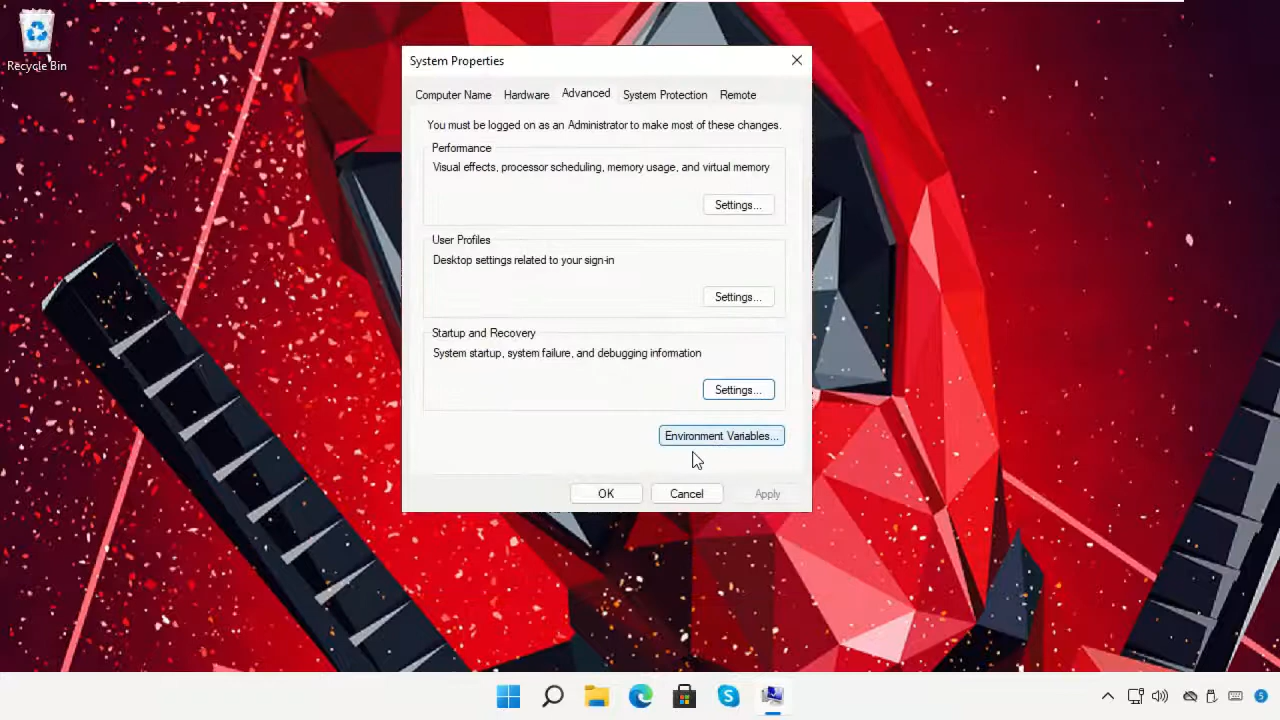 Recycle Bin
System Properties
Computer Name Hardware Advanced System Protection Remote
You must be logged on as an Administrator to make most of these changes.
Performance
Visual effects, processor scheduling, memory usage, and virtual memory
Settings...
User Profiles
Desktop settings related to your sign-in
Settings...
Startup and Recovery
System startup, system failure, and debugging information
Settings...
Environment Variables...
OK Cancel Apply
5